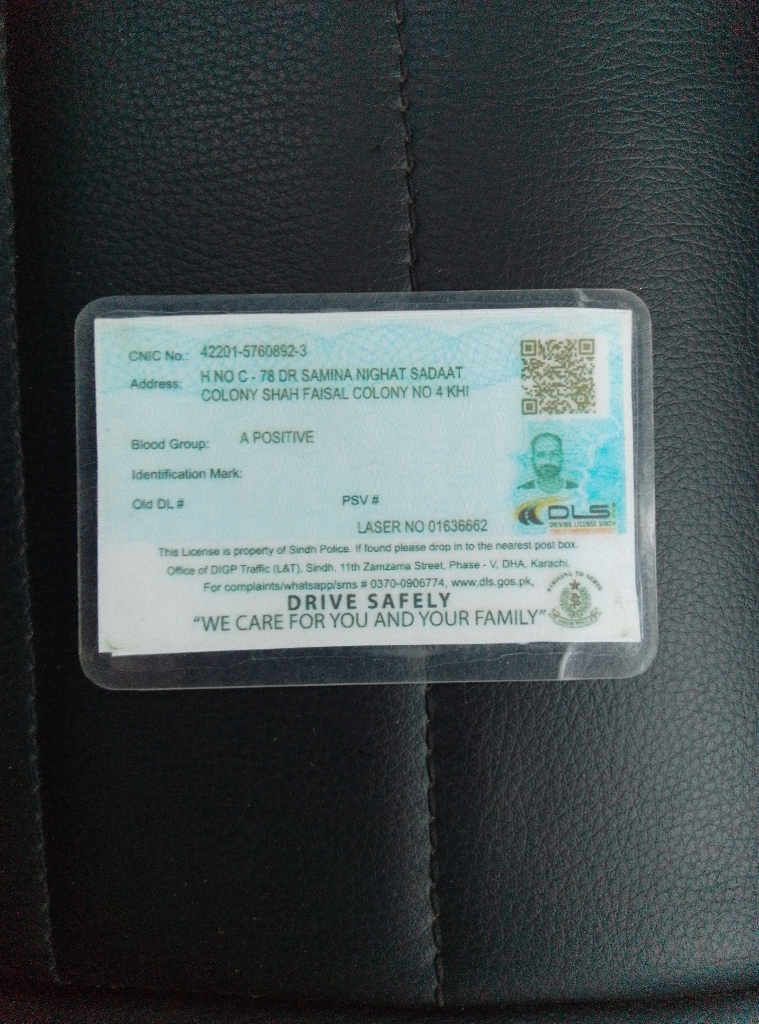 CNIC No.: 42201-5760892-3
Address: H NO C - 78 DR SAMINA NIGHAT SADAAT
COLONY SHAH FAISAL COLONY NO 4 KHI
Blood Group: A POSITIVE
Identification Mark:
Old DL # PSV #
DLS
DRIVING LICENSE SINDH
LASER NO 01636662
This License is property of Sindh Police. If found please drop in to the nearest post box.
Office of DIGP Traffic (L&T), Sindh. 11th Zamzama Street, Phase - V, DHA, Karachi.
For complaints/whatsapp/sms # 0370-0906774, www.dls.gos.pk,
DRIVE SAFELY
"WE CARE FOR YOU AND YOUR FAMILY"